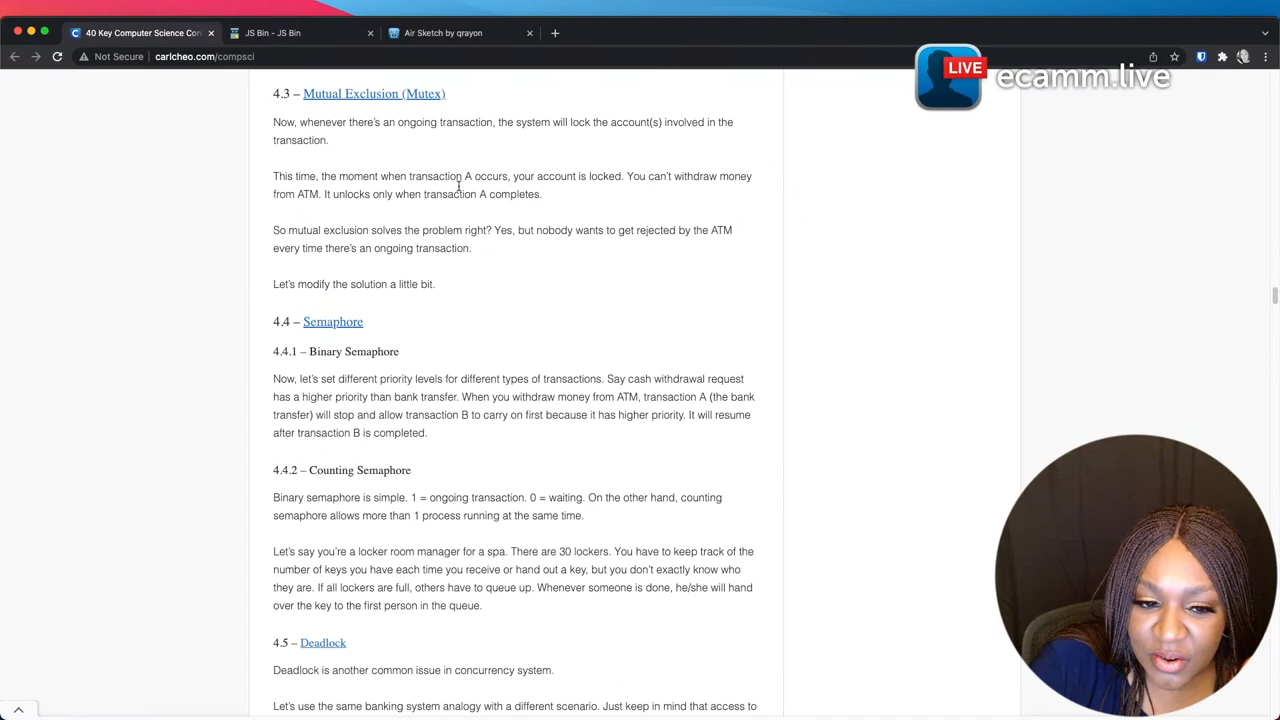 40 Key Computer Science Con
JS Bin - JS Bin
Air Sketch by qrayon
Not Secure | carlcheo.com/compsci
LIVE
ecamm.live
4.3 – Mutual Exclusion (Mutex)
Now, whenever there's an ongoing transaction, the system will lock the account(s) involved in the
transaction.
This time, the moment when transaction A occurs, your account is locked. You can't withdraw money
from ATM. It unlocks only when transaction A completes.
So mutual exclusion solves the problem right? Yes, but nobody wants to get rejected by the ATM
every time there's an ongoing transaction.
Let's modify the solution a little bit.
4.4 – Semaphore
4.4.1 – Binary Semaphore
Now, let's set different priority levels for different types of transactions. Say cash withdrawal request
has a higher priority than bank transfer. When you withdraw money from ATM, transaction A (the bank
transfer) will stop and allow transaction B to carry on first because it has higher priority. It will resume
after transaction B is completed.
4.4.2 – Counting Semaphore
Binary semaphore is simple. 1 = ongoing transaction. 0 = waiting. On the other hand, counting
semaphore allows more than 1 process running at the same time.
Let's say you're a locker room manager for a spa. There are 30 lockers. You have to keep track of the
number of keys you have each time you receive or hand out a key, but you don't exactly know who
they are. If all lockers are full, others have to queue up. Whenever someone is done, he/she will hand
over the key to the first person in the queue.
4.5 – Deadlock
Deadlock is another common issue in concurrency system.
Let's use the same banking system analogy with a different scenario. Just keep in mind that access to